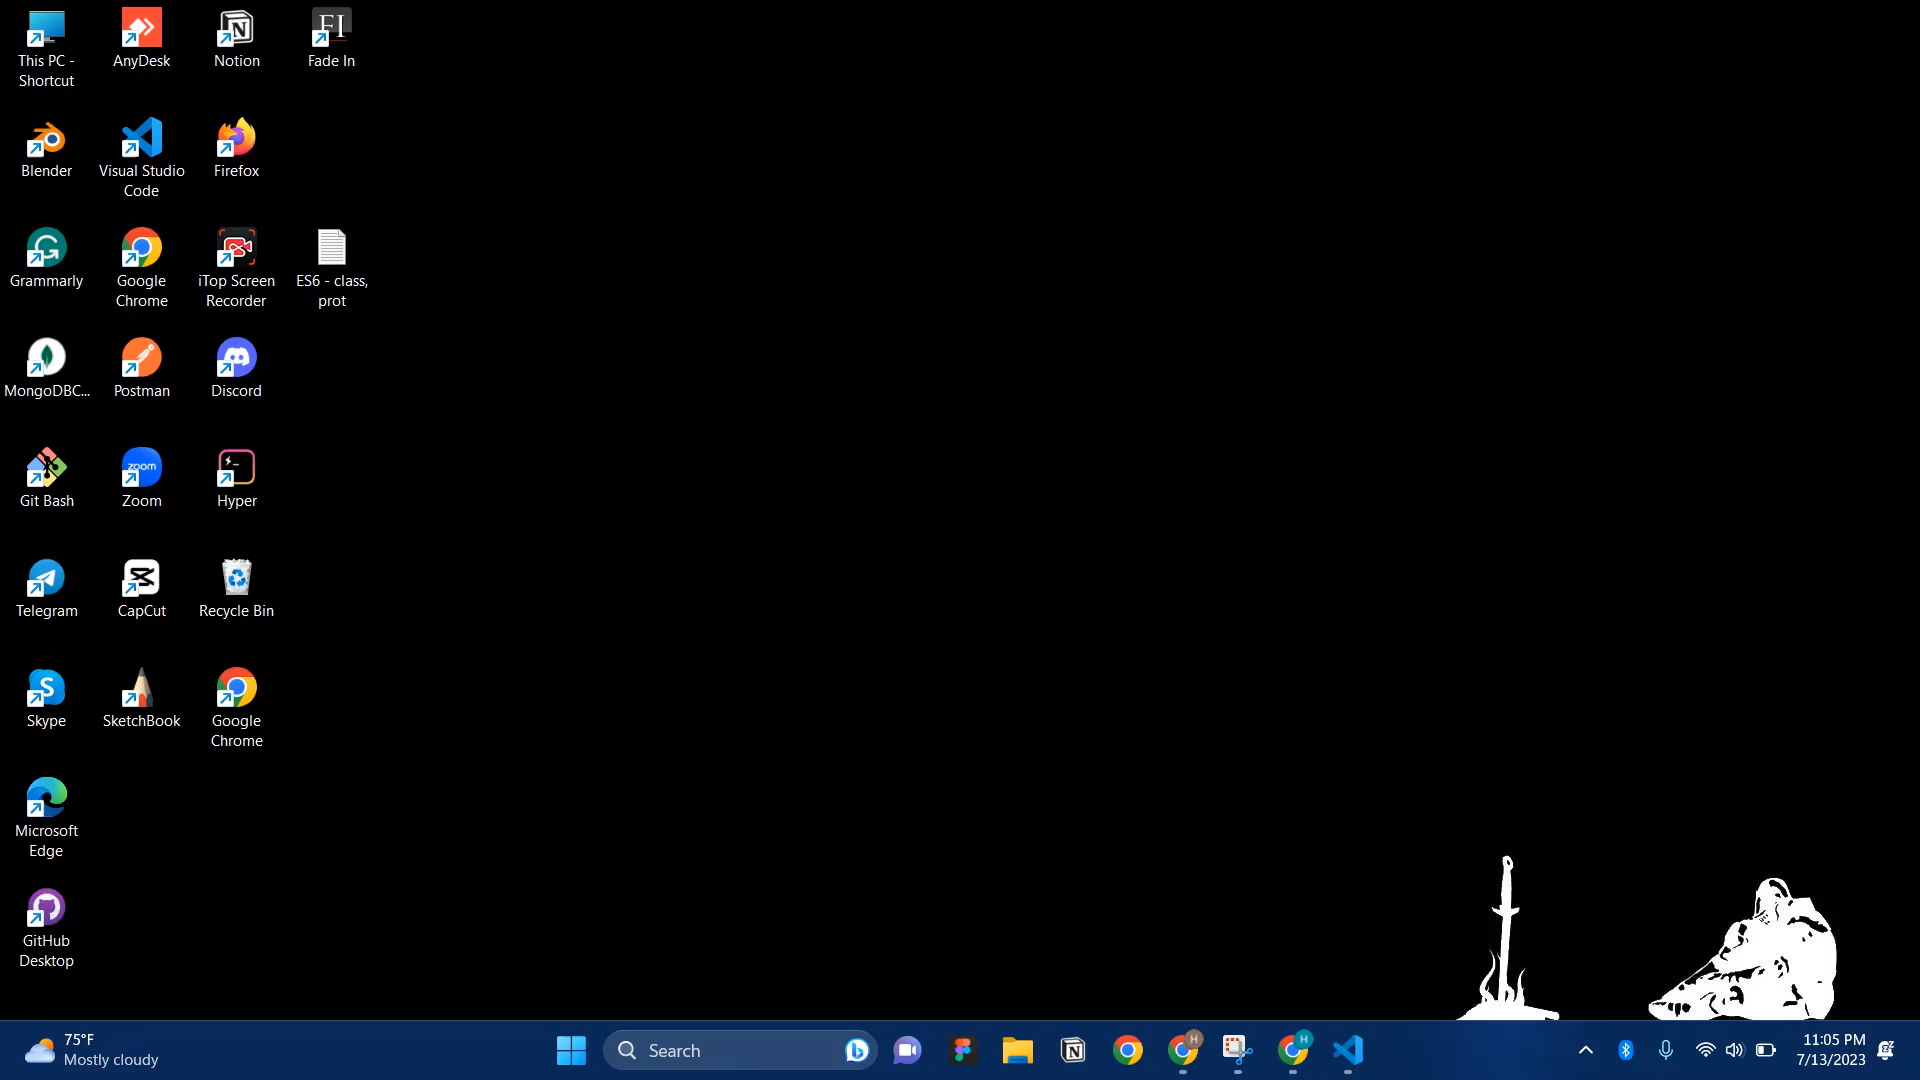 This PC -
Shortcut
AnyDesk
Notion
FI
Fade In
Blender
Visual Studio
Code
Firefox
Grammarly
Google
Chrome
iTop Screen
Recorder
ES6 - class,
prot
MongoDBC...
Postman
Discord
Git Bash
zoom
Zoom
Hyper
Telegram
CapCut
Recycle Bin
Skype
SketchBook
Google
Chrome
Microsoft
Edge
GitHub
Desktop
75°F
Mostly cloudy
Search
H
H
11:05 PM
7/13/2023